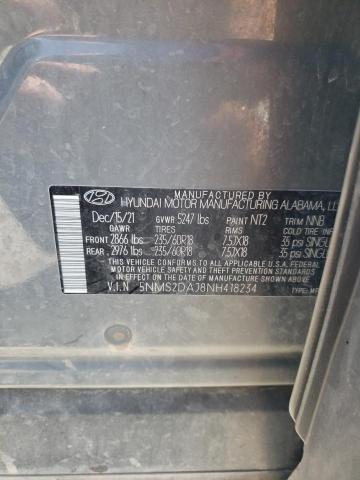 MANUFACTURED BY
HYUNDAI MOTOR MANUFACTURING ALABAMA, LL
Dec/15/21 GVWR 5247 lbs PAINT NT2 TRIM NNB
GAWR TIRES RIMS COLD TIRE
FRONT 2866 lbs 235/60R18 7.5JX18 35 psi SINGL
REAR 2976 lbs 235/60R18 7.5JX18 35 psi SINGL
THIS VEHICLE CONFORMS TO ALL APPLICABLE U.S.A. FEDERAL
MOTOR VEHICLE SAFETY, BUMPER, AND THEFT PREVENTION STANDARDS
IN EFFECT ON THE DATE OF MANUFACTURE SHOWN ABOVE.
V.I.N 5NMS2DAJ8NH418234 TYPE: